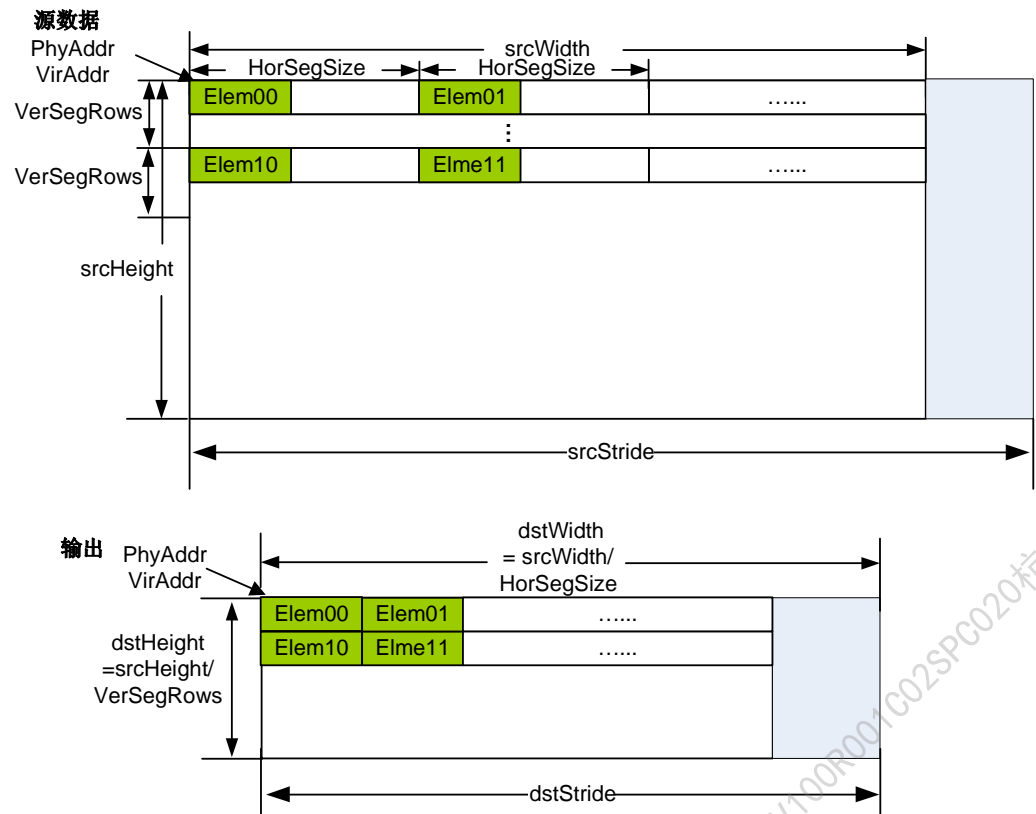 源数据
PhyAddr
VirAddr
srcWidth
HorSegSize
HorSegSize
VerSegRows
Elem00
Elem01
…...
⋮
VerSegRows
Elem10
Elme11
…...
srcHeight
srcStride
输出
PhyAddr
VirAddr
dstWidth
= srcWidth/
HorSegSize
Elem00
Elem01
…...
Elem10
Elme11
…...
dstHeight
=srcHeight/
VerSegRows
dstStride
V100R001C02SPC020